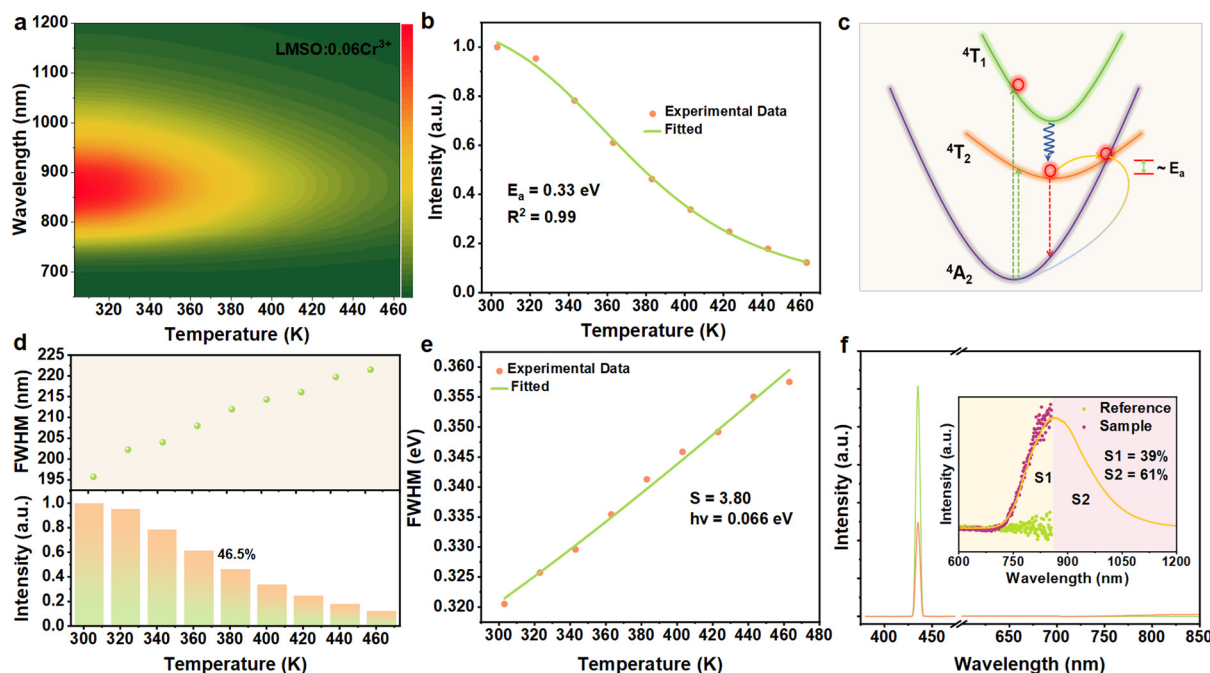 a
LMSO:0.06Cr³⁺
Wavelength (nm)
1200
1100
1000
900
800
700
320 340 360 380 400 420 440 460
Temperature (K)
b
Intensity (a.u.)
1.0
0.8
0.6
0.4
0.2
0.0
Experimental Data
Fitted
Eₐ = 0.33 eV
R² = 0.99
300 320 340 360 380 400 420 440 460
Temperature (K)
c
⁴T₁
⁴T₂
~ Eₐ
⁴A₂
d
FWHM (nm)
225
220
215
210
205
200
195
190
Intensity (a.u.)
1.0
0.8
0.6
0.4
0.2
0.0
46.5%
300 320 340 360 380 400 420 440 460
Temperature (K)
e
FWHM (eV)
0.360
0.355
0.350
0.345
0.340
0.335
0.330
0.325
0.320
Experimental Data
Fitted
S = 3.80
hv = 0.066 eV
300 320 340 360 380 400 420 440 460 480
Temperature (K)
f
Intensity (a.u.)
Intensity (a.u.)
Reference
Sample
S1 = 39%
S2 = 61%
S1
S2
600 750 900 1050 1200
Wavelength (nm)
400 450 650 700 750 800 850
Wavelength (nm)